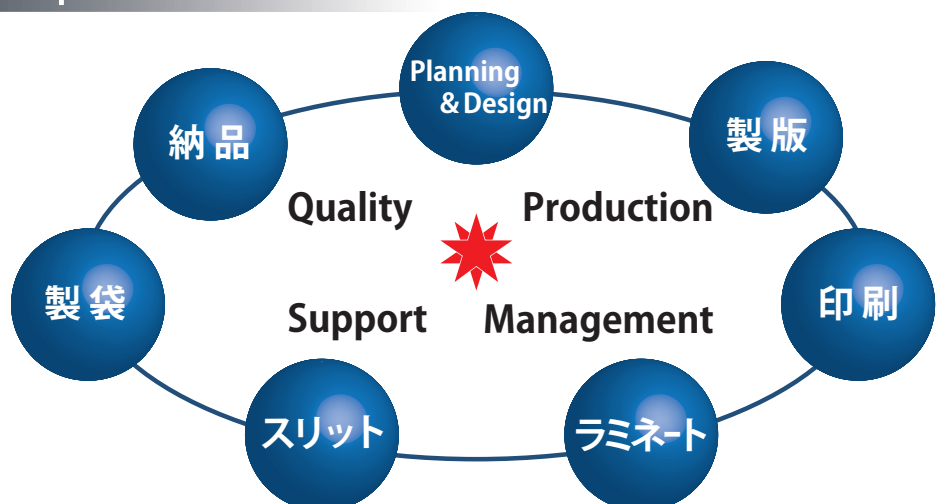 Planning
& Design
製版
印刷
ラミネート
スリット
製袋
納品
Quality
Production
Support
Management